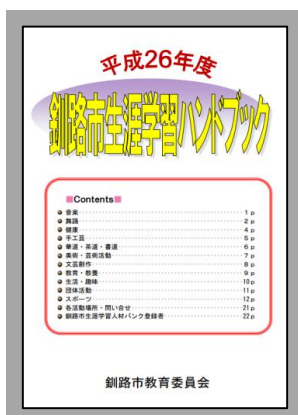 平成26年度
釧路市生涯学習ハンドブック
■Contents■
音楽 1p
舞踊 2p
健康 4p
手工芸 5p
華道・茶道・書道 6p
美術・芸術活動 7p
文芸創作 8p
教育・教養 9p
生活・趣味 10p
団体活動 11p
スポーツ 12p
各活動場所・問い合せ 21p
釧路市生涯学習人材バンク登録者 22p
釧路市教育委員会